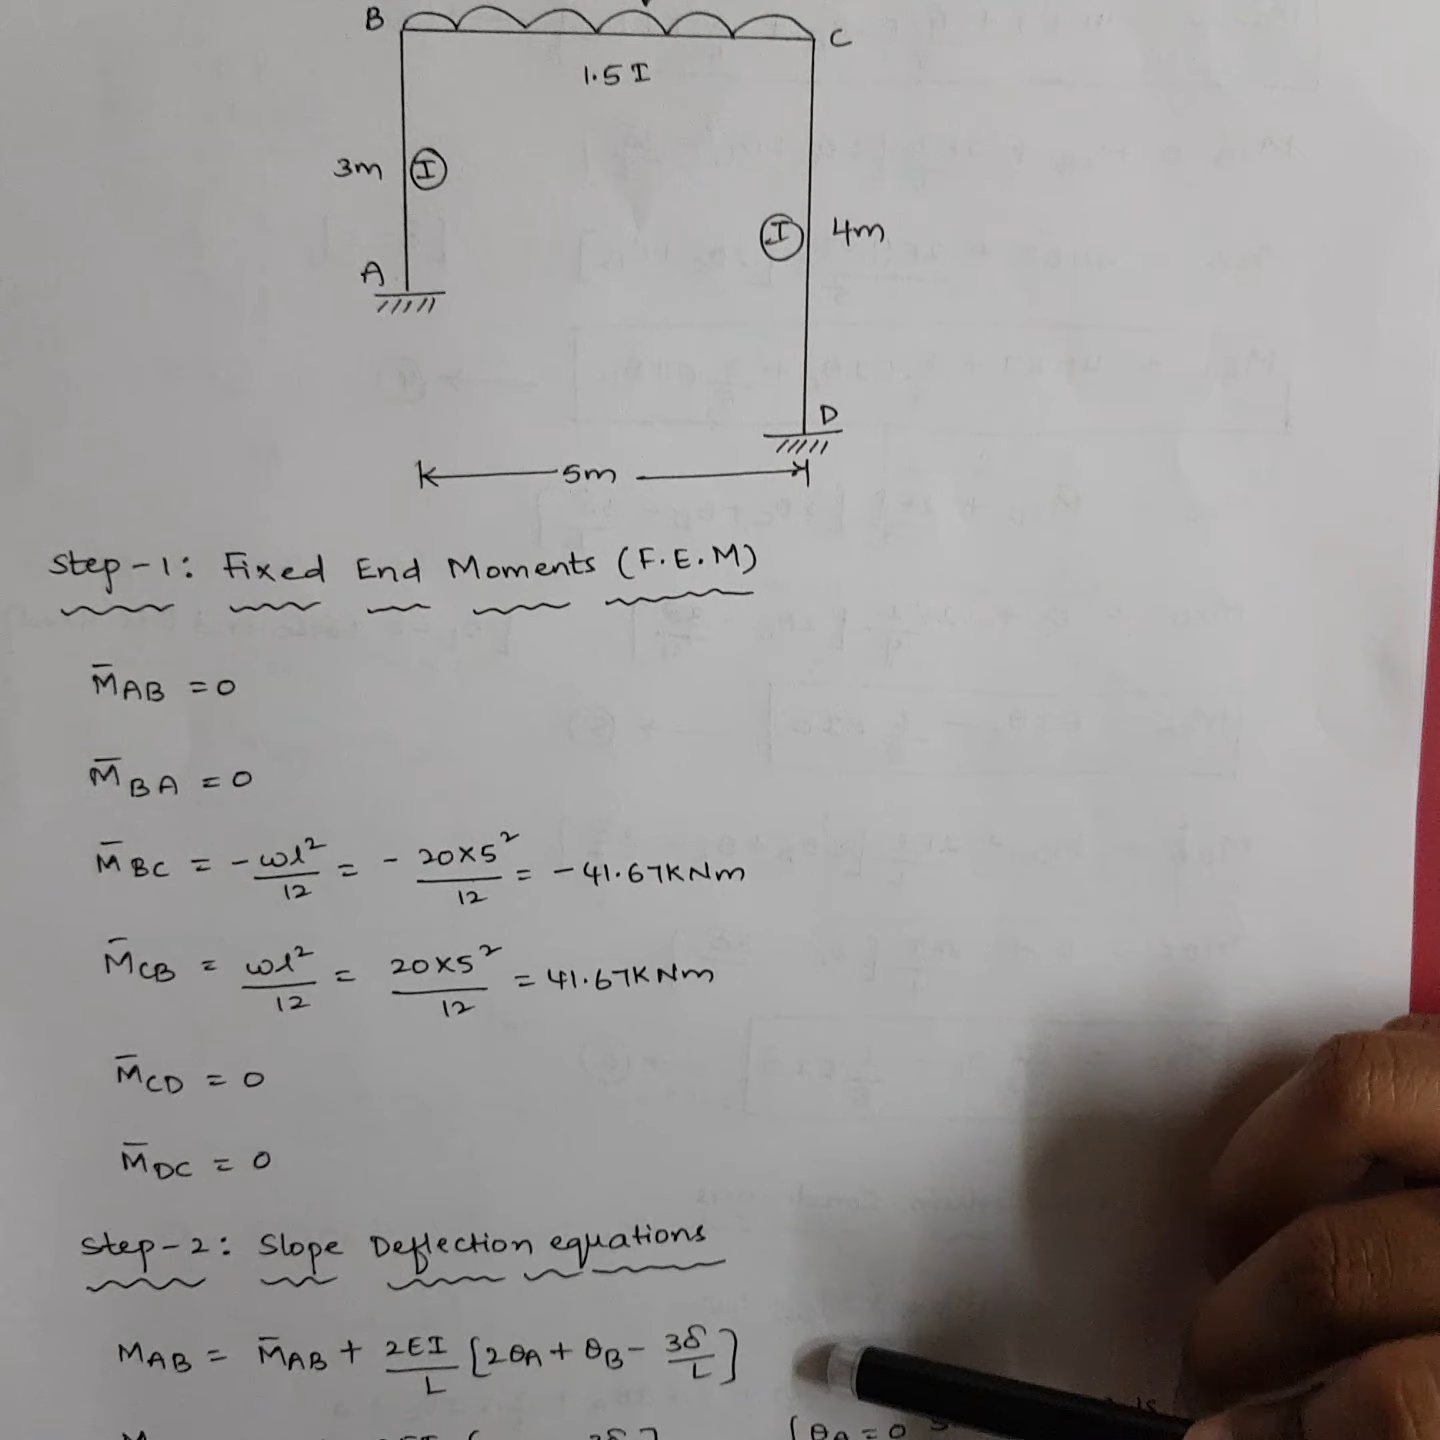 B
C
1.5 I
3m
I
I
4m
A
D
5m
Step-1: Fixed End Moments (F.E.M)
M̄AB = 0
M̄BA = 0
M̄BC = -ωl²/12 = - 20×5²/12 = -41.67KNm
M̄CB = ωl²/12 = 20×5²/12 = 41.67KNm
M̄CD = 0
M̄DC = 0
Step-2: Slope Deflection equations
MAB = M̄AB + 2EI/L [2θA + θB - 3δ/L]